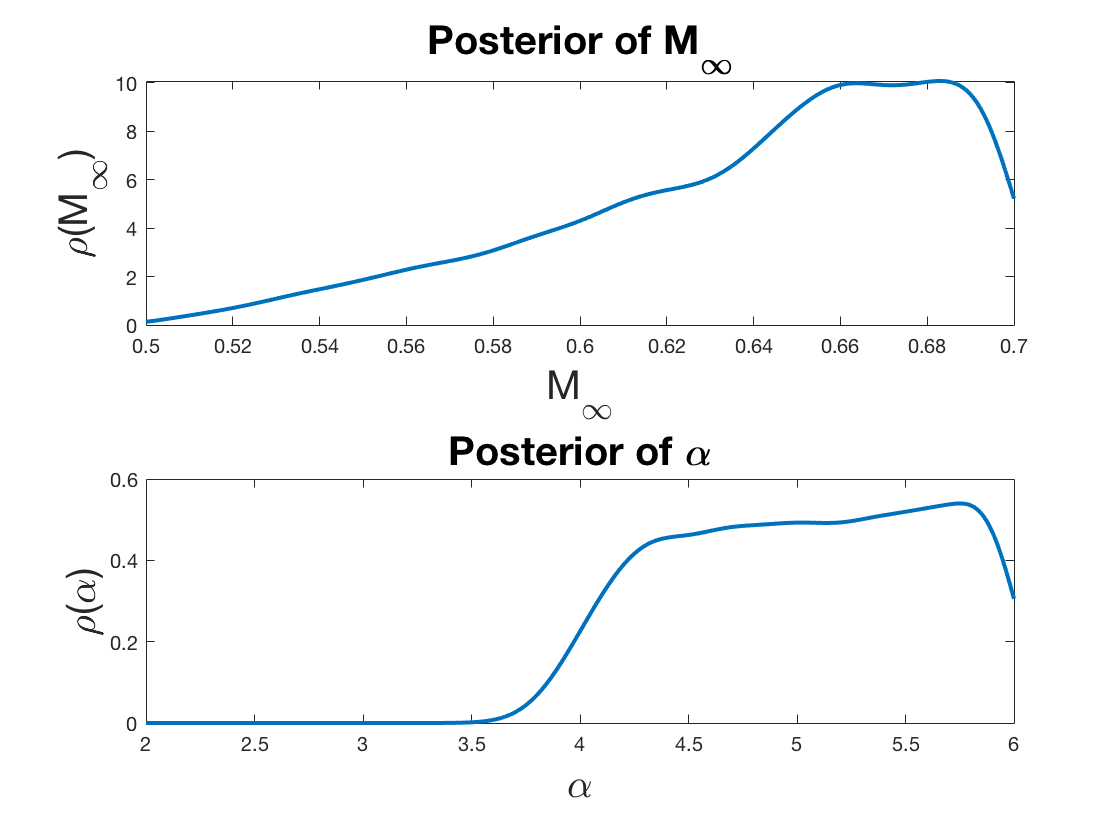 Posterior of M∞
ρ(M∞)
10
8
6
4
2
0
0.5 0.52 0.54 0.56 0.58 0.6 0.62 0.64 0.66 0.68 0.7
M∞
Posterior of α
ρ(α)
0.6
0.4
0.2
0
2 2.5 3 3.5 4 4.5 5 5.5 6
α